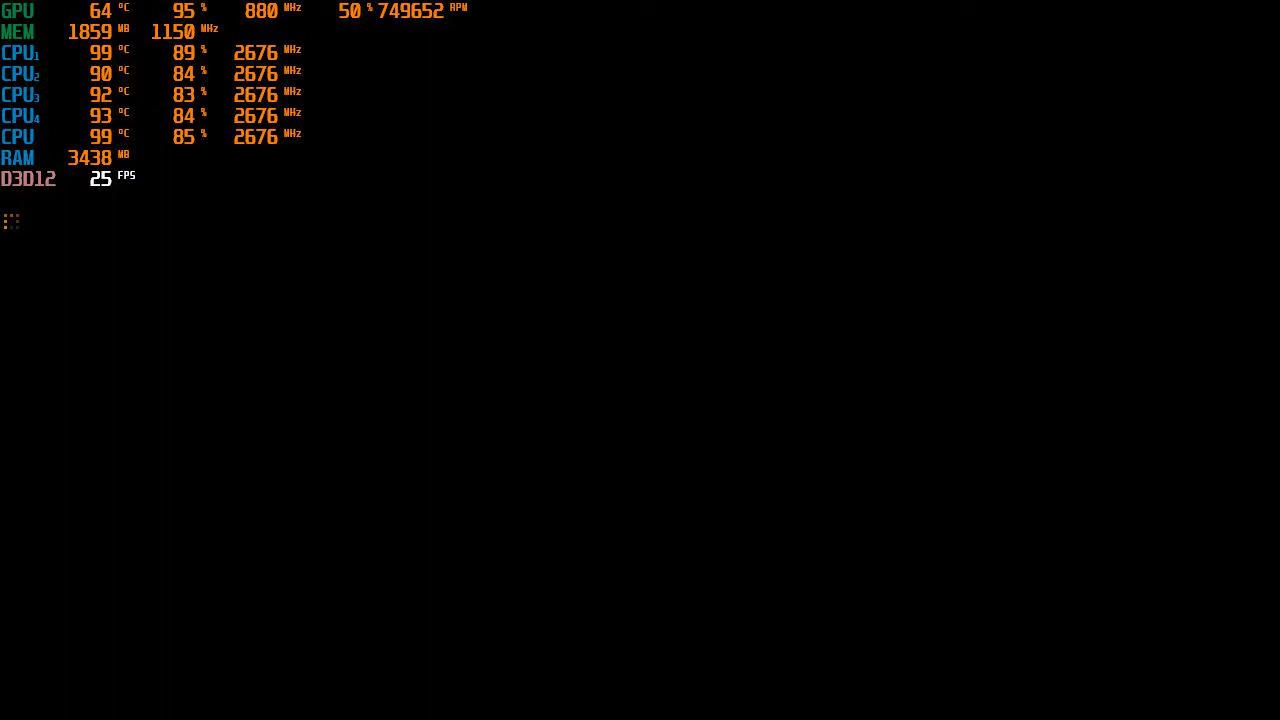 GPU 64 °C 95 % 880 MHz 50 % 749652 RPM
MEM 1859 MB 1150 MHz
CPU1 99 °C 89 % 2676 MHz
CPU2 90 °C 84 % 2676 MHz
CPU3 92 °C 83 % 2676 MHz
CPU4 93 °C 84 % 2676 MHz
CPU 99 °C 85 % 2676 MHz
RAM 3438 MB
D3D12 25 FPS